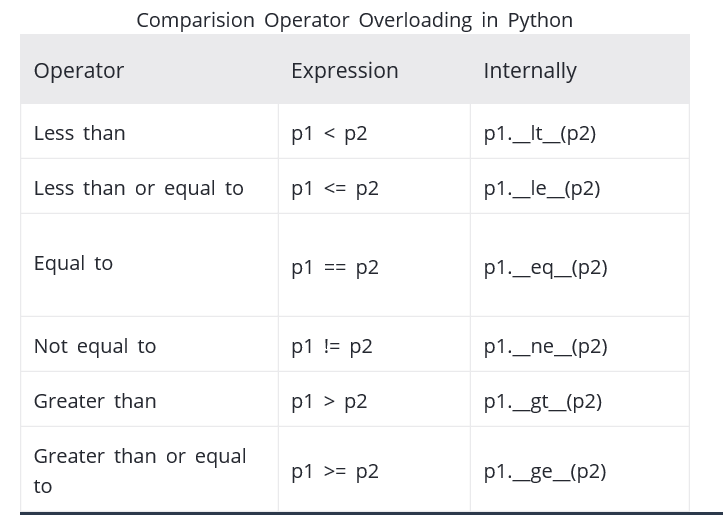 Comparision Operator Overloading in Python
Operator Expression Internally
Less than p1 < p2 p1.__lt__(p2)
Less than or equal to p1 <= p2 p1.__le__(p2)
Equal to p1 == p2 p1.__eq__(p2)
Not equal to p1 != p2 p1.__ne__(p2)
Greater than p1 > p2 p1.__gt__(p2)
Greater than or equal
to p1 >= p2 p1.__ge__(p2)